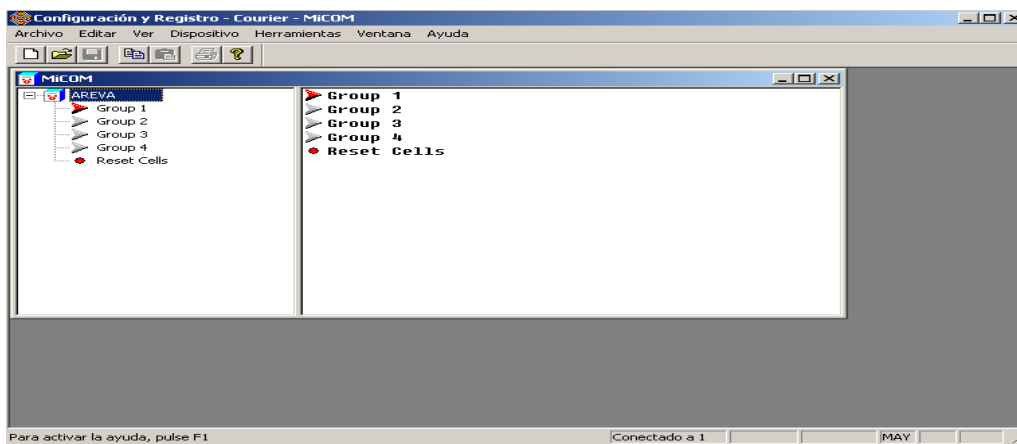 Configuración y Registro - Courier - MiCOM
Archivo Editar Ver Dispositivo Herramientas Ventana Ayuda
MiCOM
AREVA
Group 1
Group 2
Group 3
Group 4
Reset Cells
Group 1
Group 2
Group 3
Group 4
Reset Cells
Para activar la ayuda, pulse F1
Conectado a 1
MAY